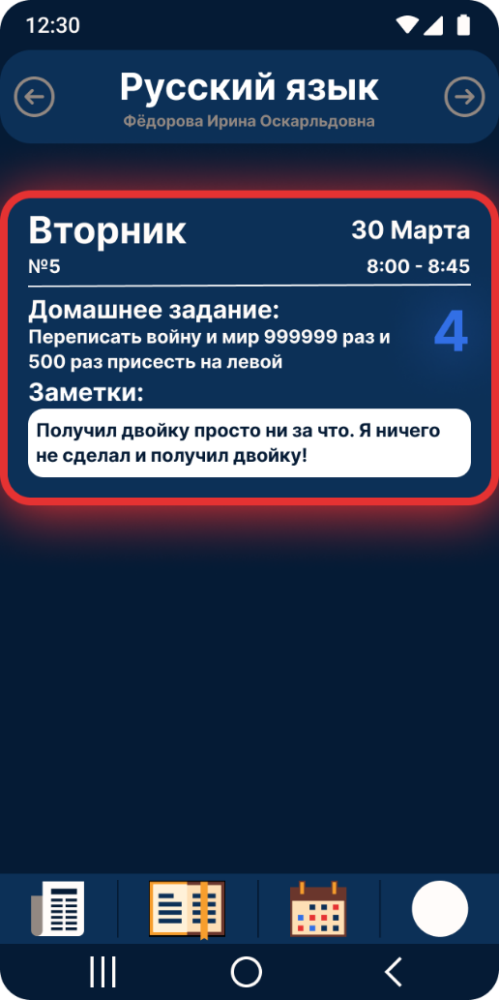 12:30
Русский язык
Фёдорова Ирина Оскарльдовна
Вторник
30 Марта
№5
8:00 - 8:45
Домашнее задание:
Переписать войну и мир 999999 раз и
500 раз присесть на левой
4
Заметки:
Получил двойку просто ни за что. Я ничего
не сделал и получил двойку!